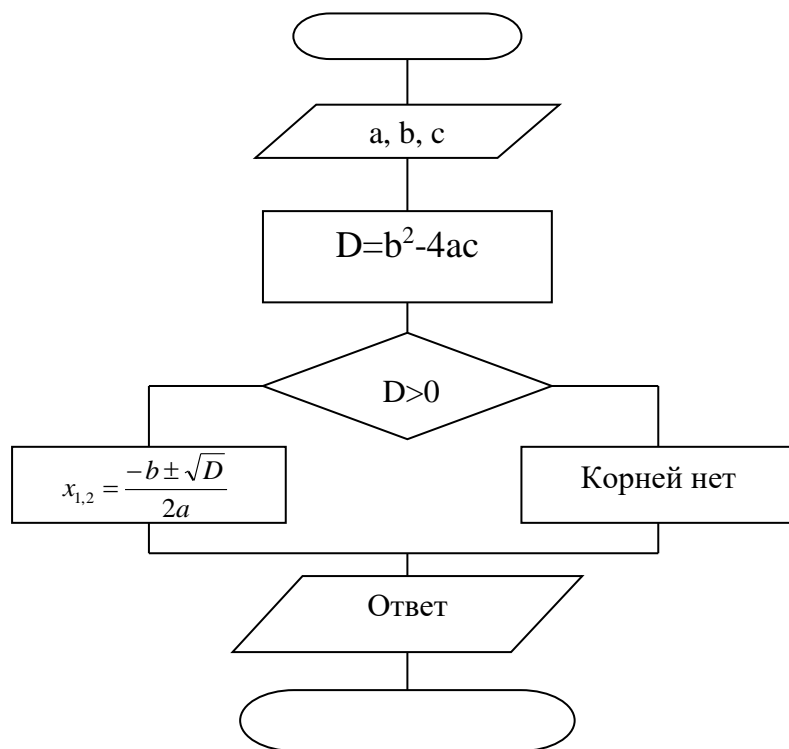 a, b, c
D=b²-4ac
D>0
x₁,₂ = (−b ± √D) / 2a
Корней нет
Ответ